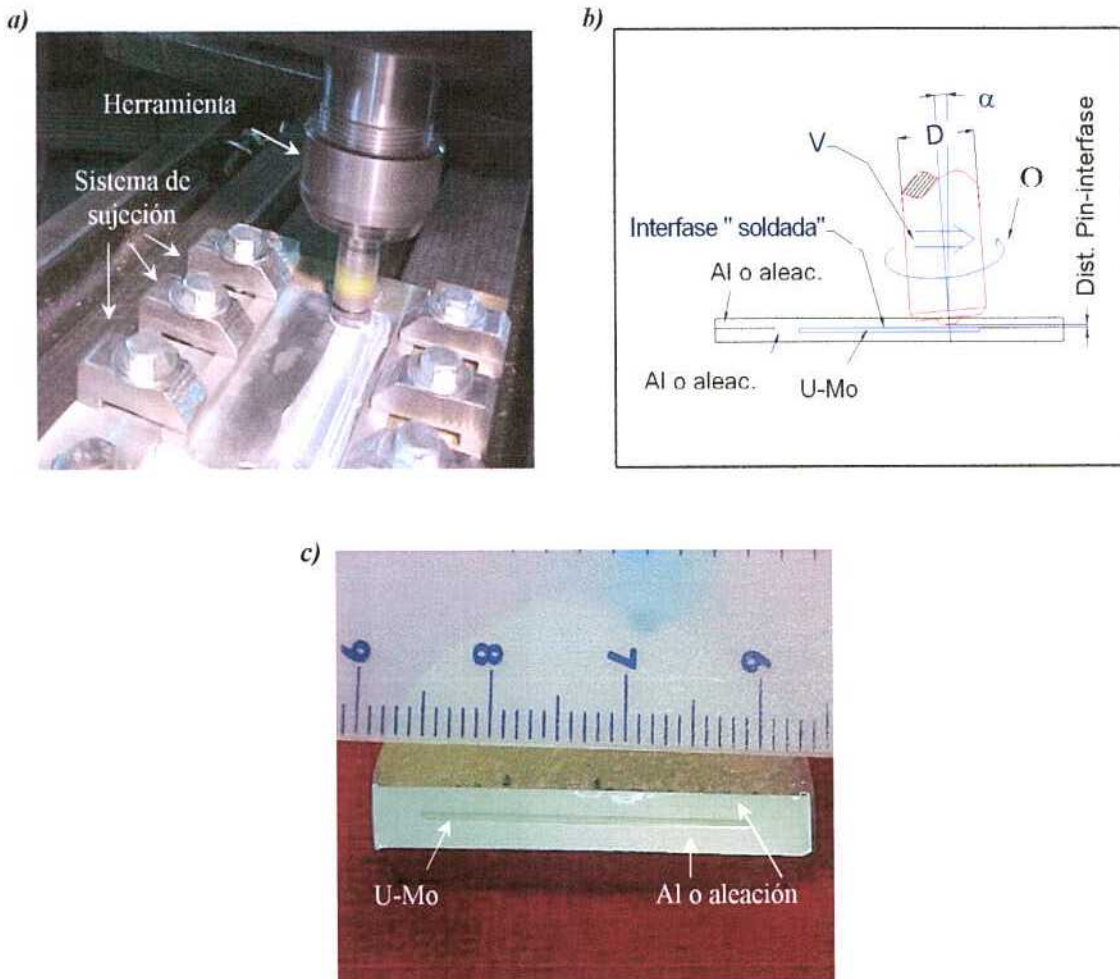 a)
Herramienta
Sistema de
sujeción
b)
α
D
V
Ω
Interfase " soldada"
Al o aleac.
Al o aleac.
U-Mo
Dist. Pin-interfase
c)
9
8
7
6
U-Mo
Al o aleación